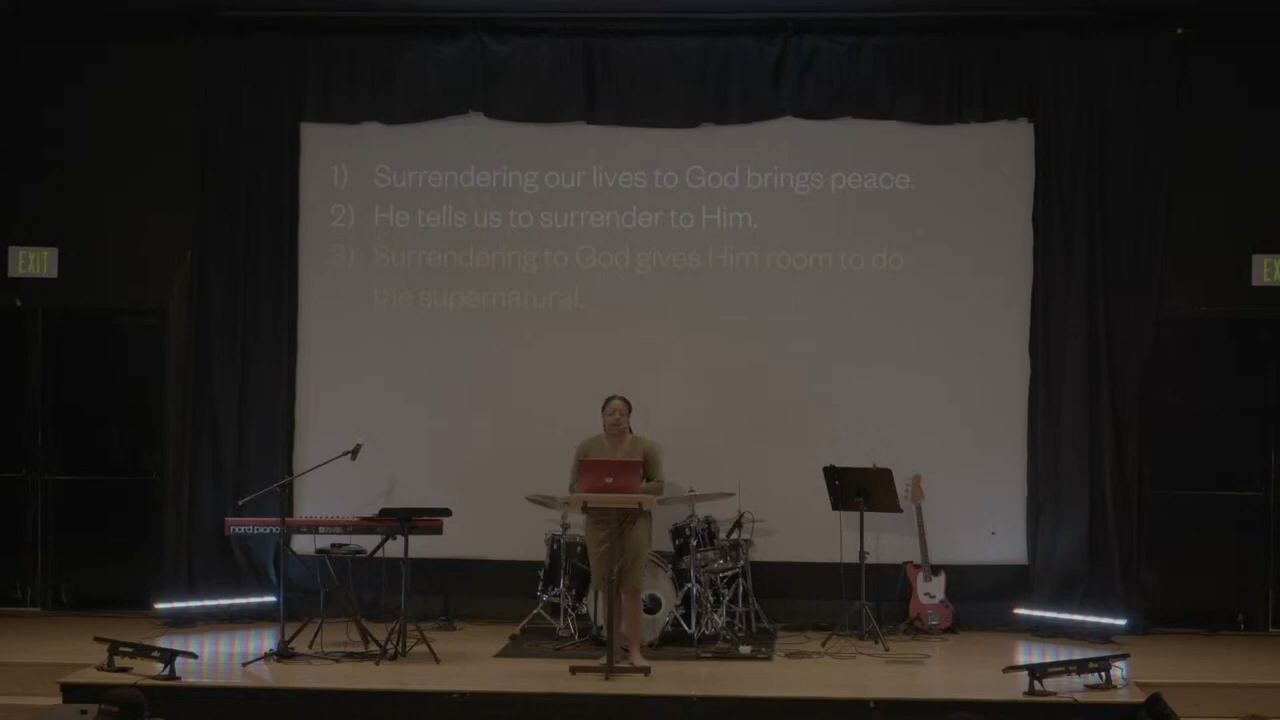 1) Surrendering our lives to God brings peace.
2) He tells us to surrender to Him.
3) Surrendering to God gives Him room to do
the supernatural.
EXIT
EX
nord piano